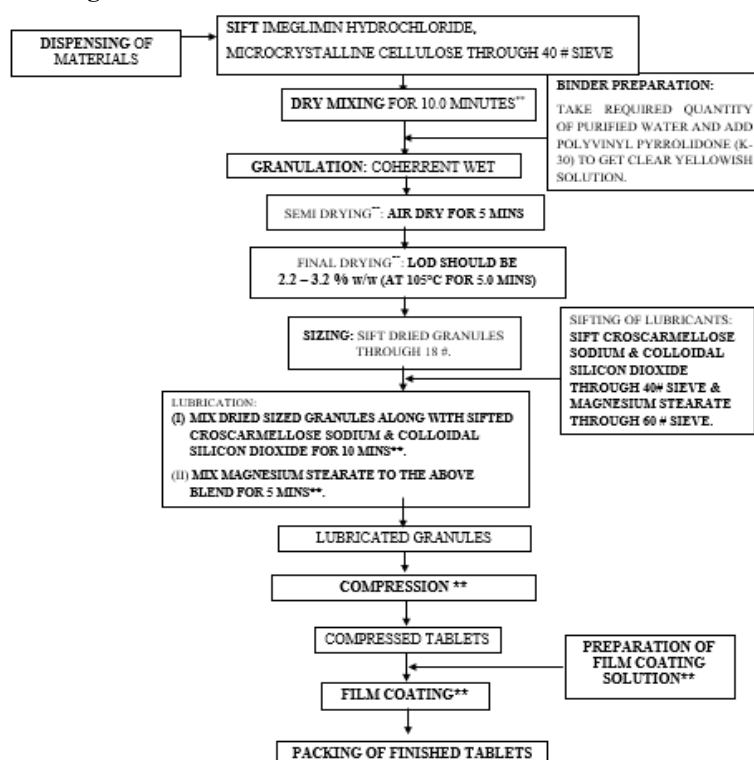 SIFT IMEGLIMIN HYDROCHLORIDE,
MICROCRYSTALLINE CELLULOSE THROUGH 40 # SIEVE
DISPENSING OF
MATERIALS
DRY MIXING FOR 10.0 MINUTES**
BINDER PREPARATION:
TAKE REQUIRED QUANTITY
OF PURIFIED WATER AND ADD
POLYVINYL PYRROLIDONE (K-
30) TO GET CLEAR YELLOWISH
SOLUTION.
GRANULATION: COHERRENT WET
SEMI DRYING**: AIR DRY FOR 5 MINS
FINAL DRYING**: LOD SHOULD BE
2.2 – 3.2 % w/w (AT 105°C FOR 5.0 MINS)
SIZING: SIFT DRIED GRANULES
THROUGH 18 #.
SIFTING OF LUBRICANTS:
SIFT CROSCARMELLOSE
SODIUM & COLLOIDAL
SILICON DIOXIDE
THROUGH 40# SIEVE &
MAGNESIUM STEARATE
THROUGH 60 # SIEVE.
LUBRICATION:
(I) MIX DRIED SIZED GRANULES ALONG WITH SIFTED
CROSCARMELLOSE SODIUM & COLLOIDAL
SILICON DIOXIDE FOR 10 MINS**.
(II) MIX MAGNESIUM STEARATE TO THE ABOVE
BLEND FOR 5 MINS**.
LUBRICATED GRANULES
COMPRESSION **
COMPRESSED TABLETS
PREPARATION OF
FILM COATING
SOLUTION**
FILM COATING**
PACKING OF FINISHED TABLETS